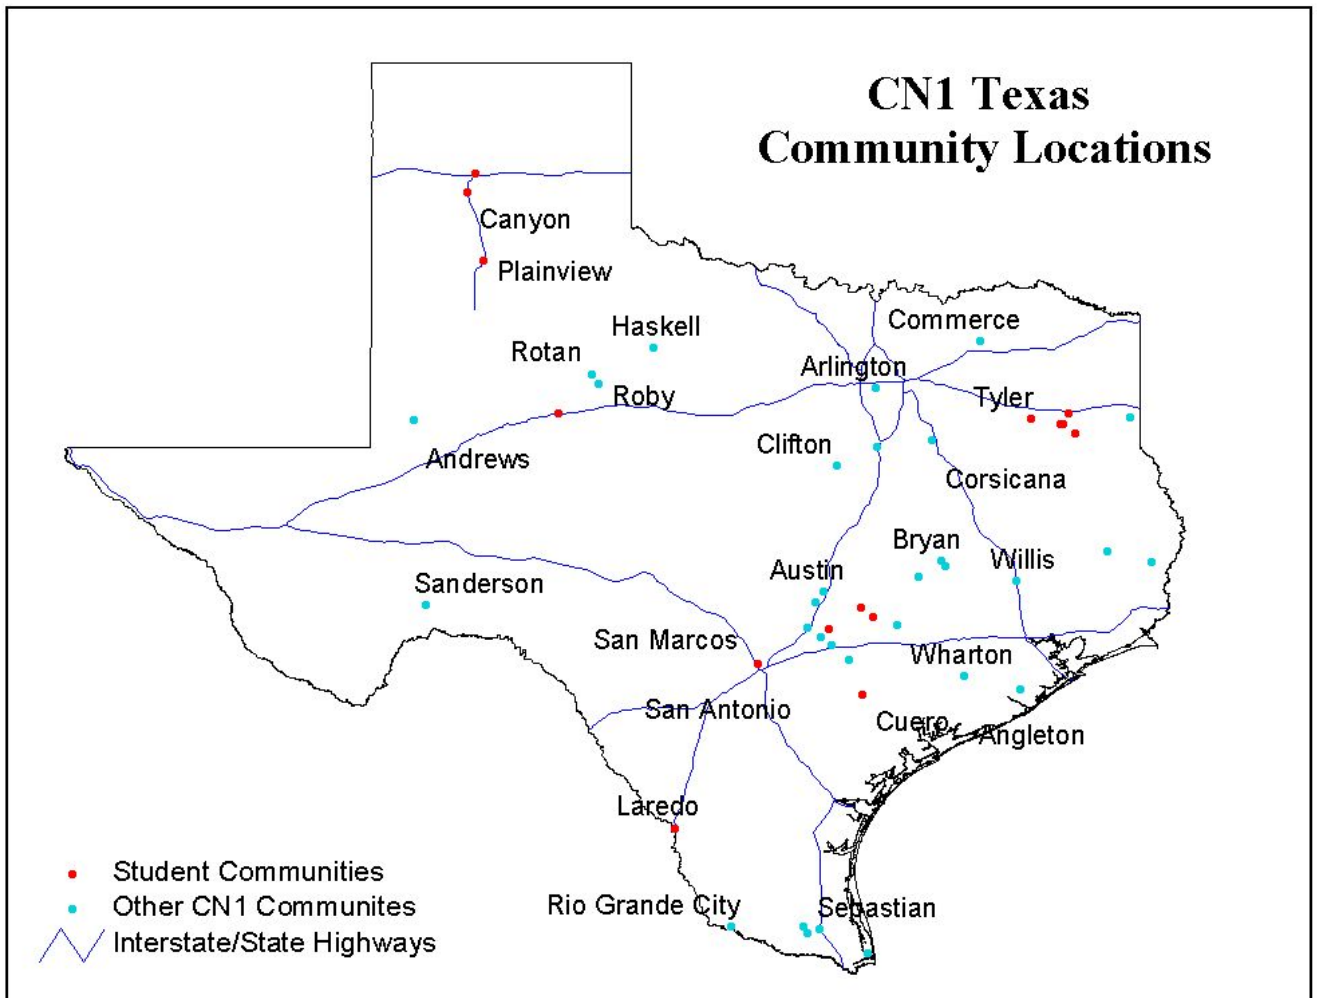 CN1 Texas
Community Locations
Canyon
Plainview
Haskell
Commerce
Rotan
Arlington
Roby
Tyler
Clifton
Andrews
Corsicana
Bryan
Willis
Austin
Sanderson
San Marcos
Wharton
San Antonio
Cuero
Angleton
Laredo
Student Communities
Other CN1 Communites
Rio Grande City
Sebastian
Interstate/State Highways